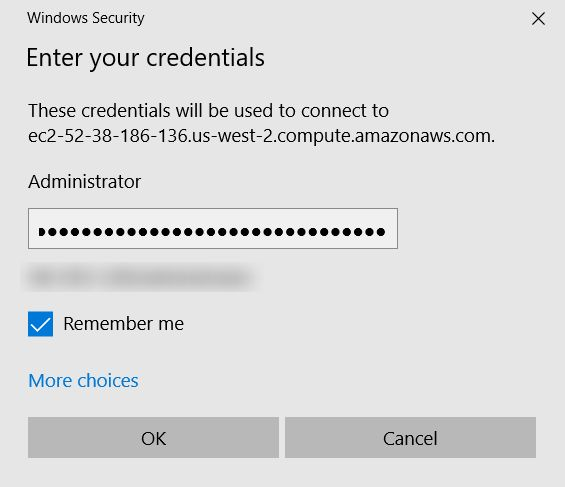 Windows Security
Enter your credentials
These credentials will be used to connect to
ec2-52-38-186-136.us-west-2.compute.amazonaws.com.
Administrator
Remember me
More choices
OK
Cancel